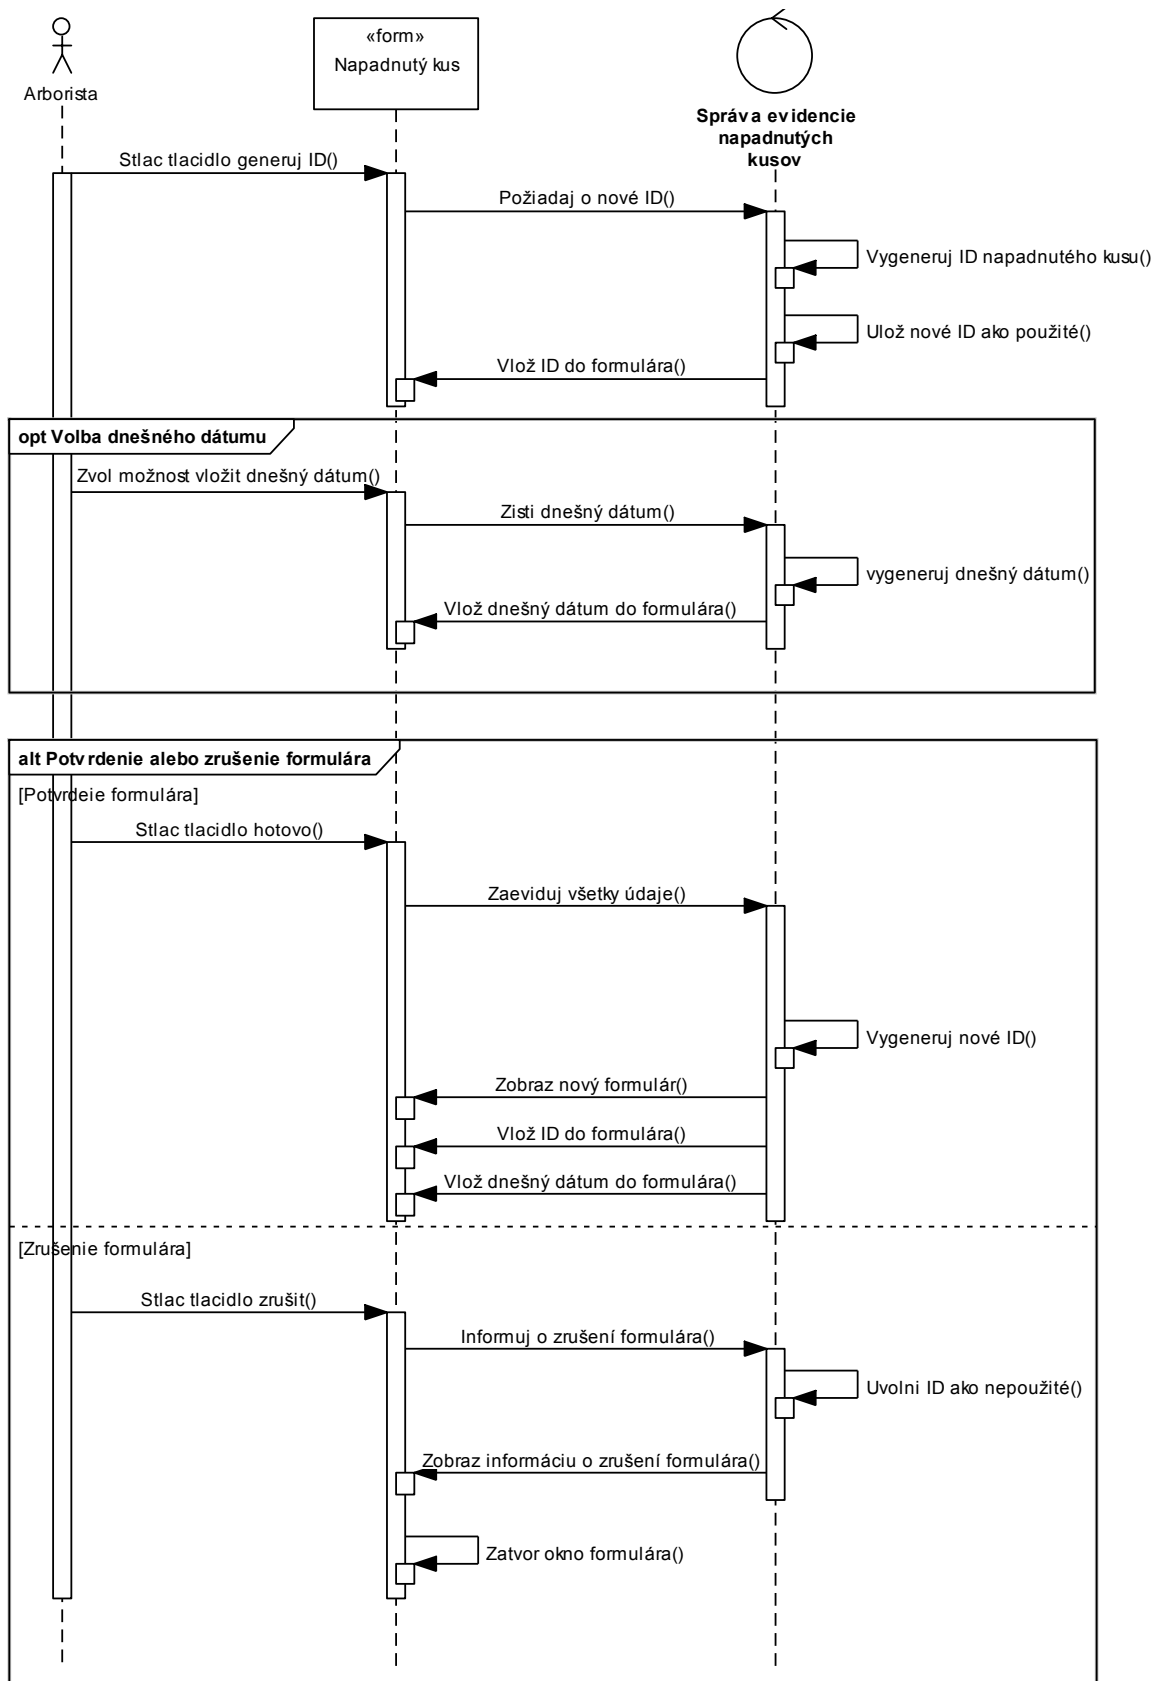 «form»
Napadnutý kus
Arborista
Správa evidencie
napadnutých
kusov
Stlac tlacidlo generuj ID()
Požiadaj o nové ID()
Vygeneruj ID napadnutého kusu()
Ulož nové ID ako použité()
Vlož ID do formulára()
opt Volba dnešného dátumu
Zvol možnost vložit dnešný dátum()
Zisti dnešný dátum()
vygeneruj dnešný dátum()
Vlož dnešný dátum do formulára()
alt Potvrdenie alebo zrušenie formulára
[Potvrdeie formulára]
Stlac tlacidlo hotovo()
Zaeviduj všetky údaje()
Vygeneruj nové ID()
Zobraz nový formulár()
Vlož ID do formulára()
Vlož dnešný dátum do formulára()
[Zrušenie formulára]
Stlac tlacidlo zrušit()
Informuj o zrušení formulára()
Uvolni ID ako nepoužité()
Zobraz informáciu o zrušení formulára()
Zatvor okno formulára()